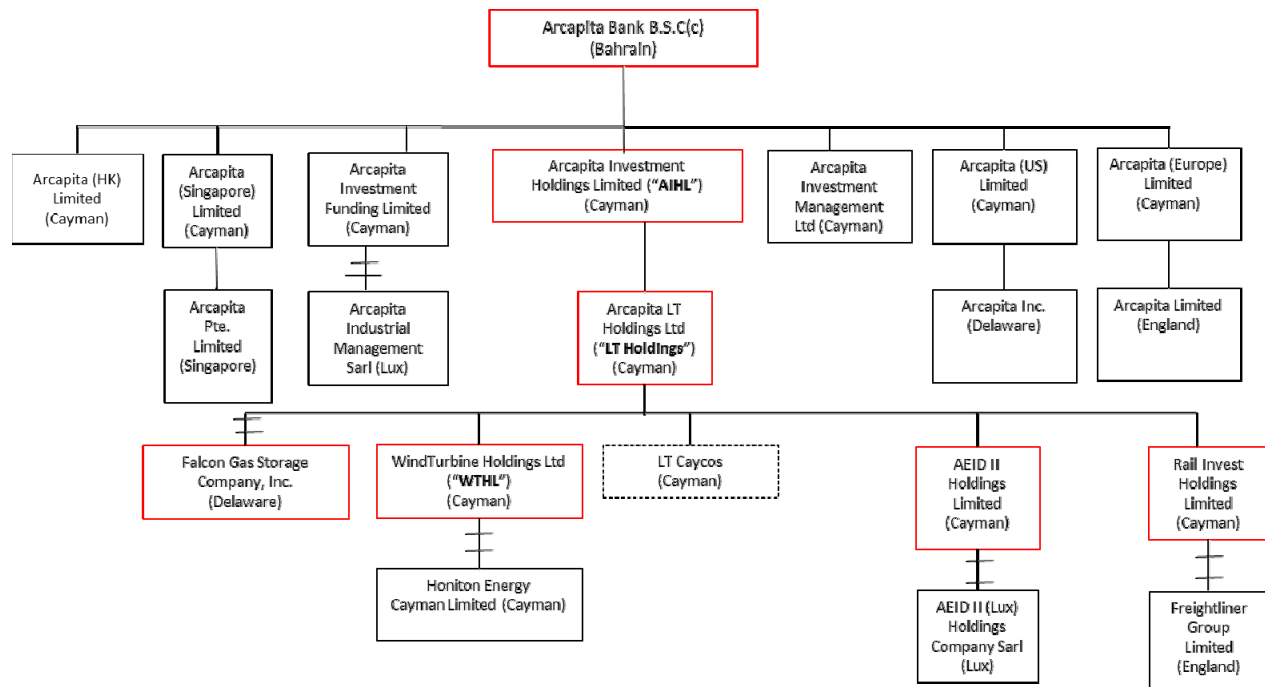 Arcapita Bank B.S.C(c)
(Bahrain)
Arcapita (HK)
Limited
(Cayman)
Arcapita
(Singapore)
Limited
(Cayman)
Arcapita
Investment
Funding Limited
(Cayman)
Arcapita Investment
Holdings Limited (“AIHL”)
(Cayman)
Arcapita
Investment
Management
Ltd (Cayman)
Arcapita (US)
Limited
(Cayman)
Arcapita (Europe)
Limited
(Cayman)
Arcapita
Pte.
Limited
(Singapore)
Arcapita
Industrial
Management
Sarl (Lux)
Arcapita LT
Holdings Ltd
(“LT Holdings”)
(Cayman)
Arcapita Inc.
(Delaware)
Arcapita Limited
(England)
Falcon Gas Storage
Company, Inc.
(Delaware)
WindTurbine Holdings Ltd
(“WTHL”)
(Cayman)
LT Caycos
(Cayman)
AEID II
Holdings
Limited
(Cayman)
Rail Invest
Holdings
Limited
(Cayman)
Honiton Energy
Cayman Limited (Cayman)
AEID II (Lux)
Holdings
Company Sarl
(Lux)
Freightliner
Group
Limited
(England)